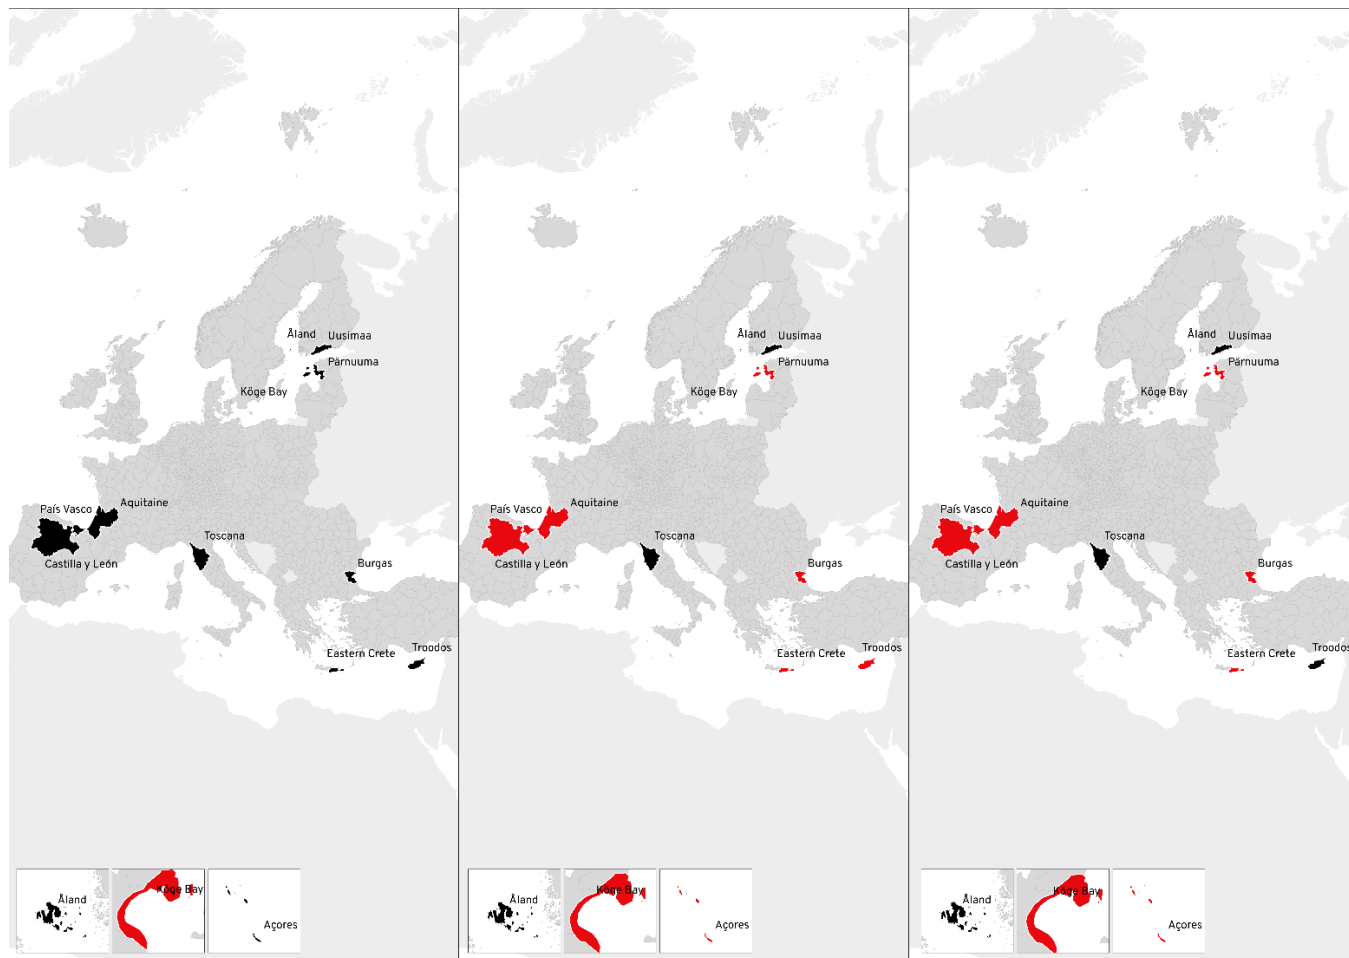 Åland
Uusimaa
Pärnuuma
Köge Bay
País Vasco
Aquitaine
Toscana
Castilla y León
Burgas
Troodos
Eastern Crete
Åland
Köge Bay
Açores
Åland
Uusimaa
Pärnuuma
Köge Bay
País Vasco
Aquitaine
Toscana
Castilla y León
Burgas
Troodos
Eastern Crete
Åland
Köge Bay
Açores
Åland
Uusimaa
Pärnuuma
Köge Bay
País Vasco
Aquitaine
Toscana
Castilla y León
Burgas
Troodos
Eastern Crete
Åland
Köge Bay
Açores